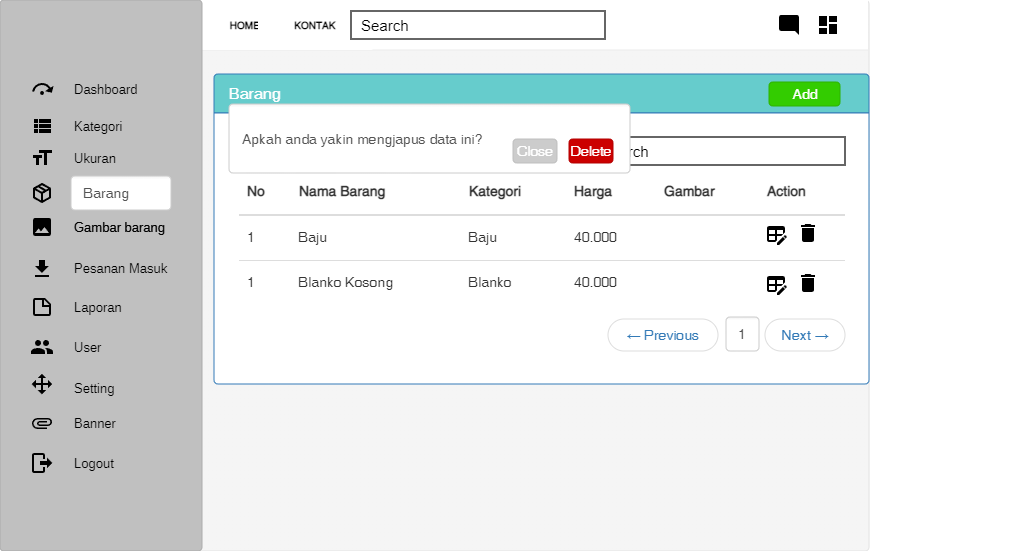 HOME KONTAK Search
Dashboard
Kategori
Ukuran
Barang
Gambar barang
Pesanan Masuk
Laporan
User
Setting
Banner
Logout
Barang Add
Apkah anda yakin mengjapus data ini? Close Delete
rch
No Nama Barang Kategori Harga Gambar Action
1 Baju Baju 40.000
1 Blanko Kosong Blanko 40.000
← Previous 1 Next →